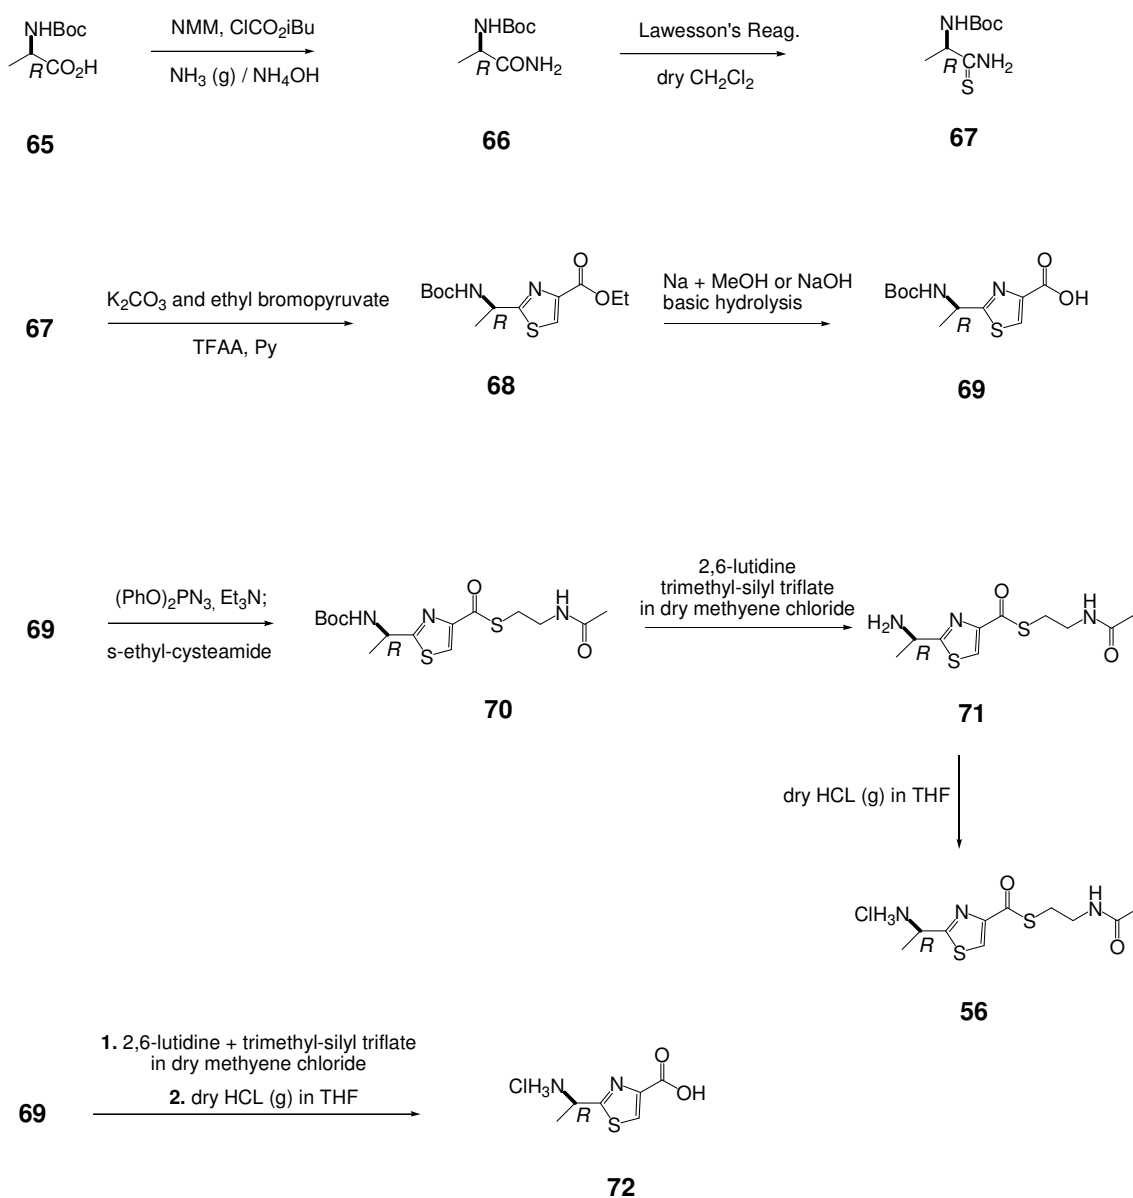 NHBoc
R CO2H
65
NMM, ClCO2iBu
NH3 (g) / NH4OH
NHBoc
R CONH2
66
Lawesson's Reag.
dry CH2Cl2
NHBoc
R NH2
S
67
67
K2CO3 and ethyl bromopyruvate
TFAA, Py
O
BocHN N OEt
R S
68
Na + MeOH or NaOH
basic hydrolysis
O
BocHN N OH
R S
69
69
(PhO)2PN3, Et3N;
s-ethyl-cysteamide
O H
BocHN N S N
R S O
70
2,6-lutidine
trimethyl-silyl triflate
in dry methyene chloride
O H
H2N N S N
R S O
71
dry HCL (g) in THF
O H
ClH3N N S N
R S O
56
69
1. 2,6-lutidine + trimethyl-silyl triflate
in dry methyene chloride
2. dry HCL (g) in THF
O
ClH3N N OH
R S
72